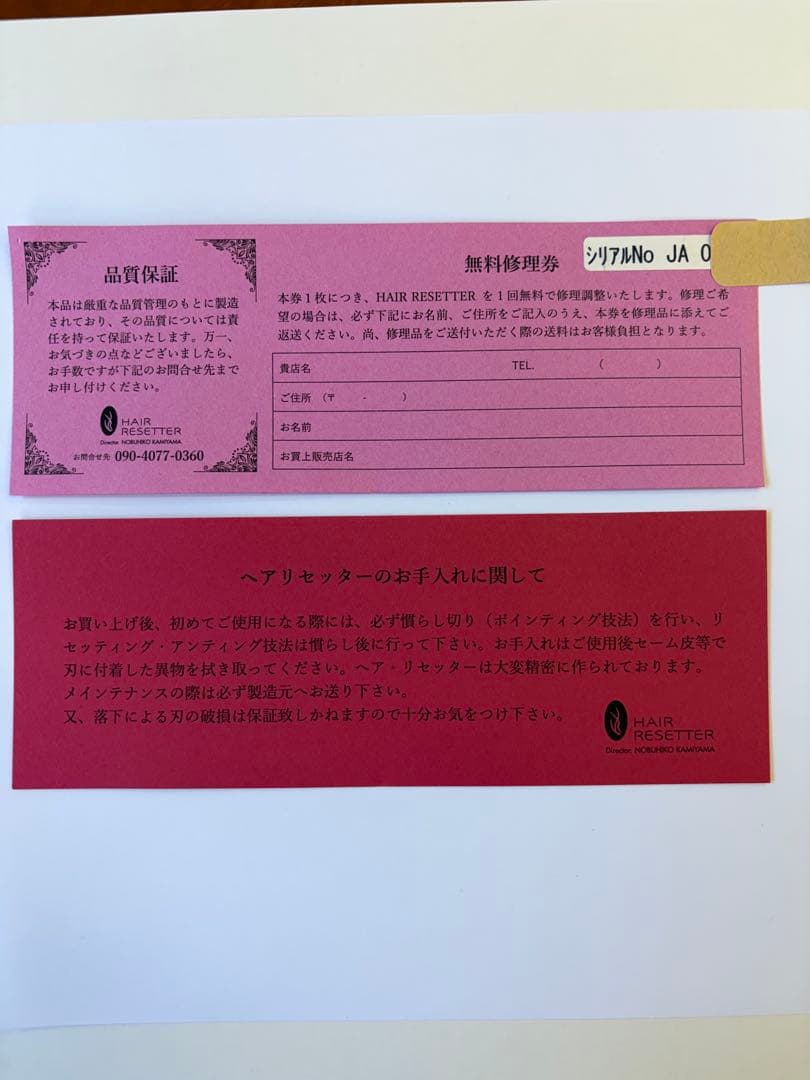 品質保証
本品は厳重な品質管理のもとに製造
されており、その品質については責
任を持って保証いたします。万一、
お気づきの点などございましたら、
お手数ですが下記のお問合せ先まで
お申し付けください。
HAIR
RESETTER
Director. NOBUHIKO KAMIYAMA
お問合せ先 090-4077-0360
無料修理券
シリアルNo JA 0
本券1枚につき、HAIR RESETTER を1回無料で修理調整いたします。修理ご希
望の場合は、必ず下記にお名前、ご住所をご記入のうえ、本券を修理品に添えてご
返送ください。尚、修理品をご送付いただく際の送料はお客様負担となります。
貴店名 TEL. ( )
ご住所 (〒 - )
お名前
お買上販売店名
ヘアリセッターのお手入れに関して
お買い上げ後、初めてご使用になる際には、必ず慣らし切り(ポインティング技法)を行い、リ
セッティング・アンティング技法は慣らし後に行って下さい。お手入れはご使用後セーム皮等で
刃に付着した異物を拭き取ってください。ヘア・リセッターは大変精密に作られております。
メインテナンスの際は必ず製造元へお送り下さい。
又、落下による刃の破損は保証致しかねますので十分お気をつけ下さい。
HAIR
RESETTER
Director. NOBUHIKO KAMIYAMA